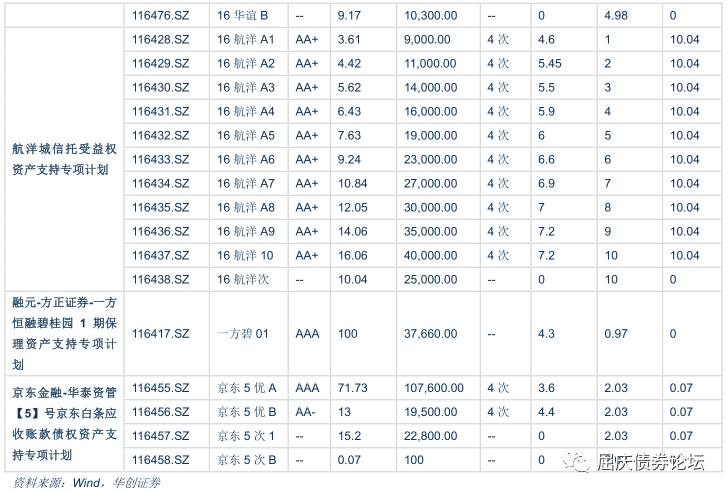 116476.SZ 16 华谊 B -- 9.17 10,300.00 -- 0 4.98 0
航洋城信托受益权
资产支持专项计划
116428.SZ 16 航洋 A1 AA+ 3.61 9,000.00 4 次 4.6 1 10.04
116429.SZ 16 航洋 A2 AA+ 4.42 11,000.00 4 次 5.45 2 10.04
116430.SZ 16 航洋 A3 AA+ 5.62 14,000.00 4 次 5.5 3 10.04
116431.SZ 16 航洋 A4 AA+ 6.43 16,000.00 4 次 5.9 4 10.04
116432.SZ 16 航洋 A5 AA+ 7.63 19,000.00 4 次 6 5 10.04
116433.SZ 16 航洋 A6 AA+ 9.24 23,000.00 4 次 6.6 6 10.04
116434.SZ 16 航洋 A7 AA+ 10.84 27,000.00 4 次 6.9 7 10.04
116435.SZ 16 航洋 A8 AA+ 12.05 30,000.00 4 次 7 8 10.04
116436.SZ 16 航洋 A9 AA+ 14.06 35,000.00 4 次 7.2 9 10.04
116437.SZ 16 航洋 10 AA+ 16.06 40,000.00 4 次 7.2 10 10.04
116438.SZ 16 航洋次 -- 10.04 25,000.00 -- 0 10 0
融元-方正证券-一方
恒融碧桂园 1 期保
理资产支持专项计
划
116417.SZ 一方碧 01 AAA 100 37,660.00 -- 4.3 0.97 0
京东金融-华泰资管
【5】号京东白条应
收账款债权资产支
持专项计划
116455.SZ 京东 5 优 A AAA 71.73 107,600.00 4 次 3.6 2.03 0.07
116456.SZ 京东 5 优 B AA- 13 19,500.00 4 次 4.4 2.03 0.07
116457.SZ 京东 5 次 1 -- 15.2 22,800.00 -- 0 2.03 0.07
116458.SZ 京东 5 次 B -- 0.07 100 -- 0
资料来源：Wind，华创证券
屈庆债券论坛